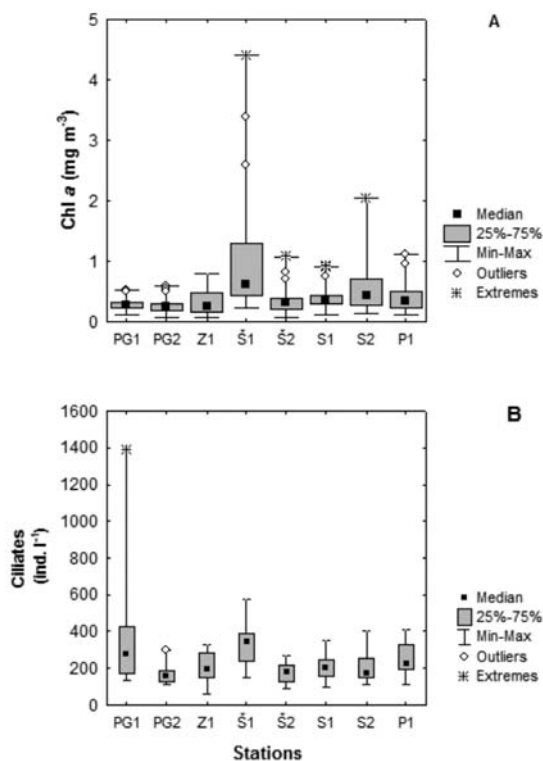 A
5
4
3
2
1
0
Chl a (mg m⁻³)
PG1 PG2 Z1 Š1 Š2 S1 S2 P1
Median
25%-75%
Min-Max
Outliers
Extremes
B
1600
1400
1200
1000
800
600
400
200
0
Ciliates
(ind. l⁻¹)
PG1 PG2 Z1 Š1 Š2 S1 S2 P1
Stations
Median
25%-75%
Min-Max
Outliers
Extremes